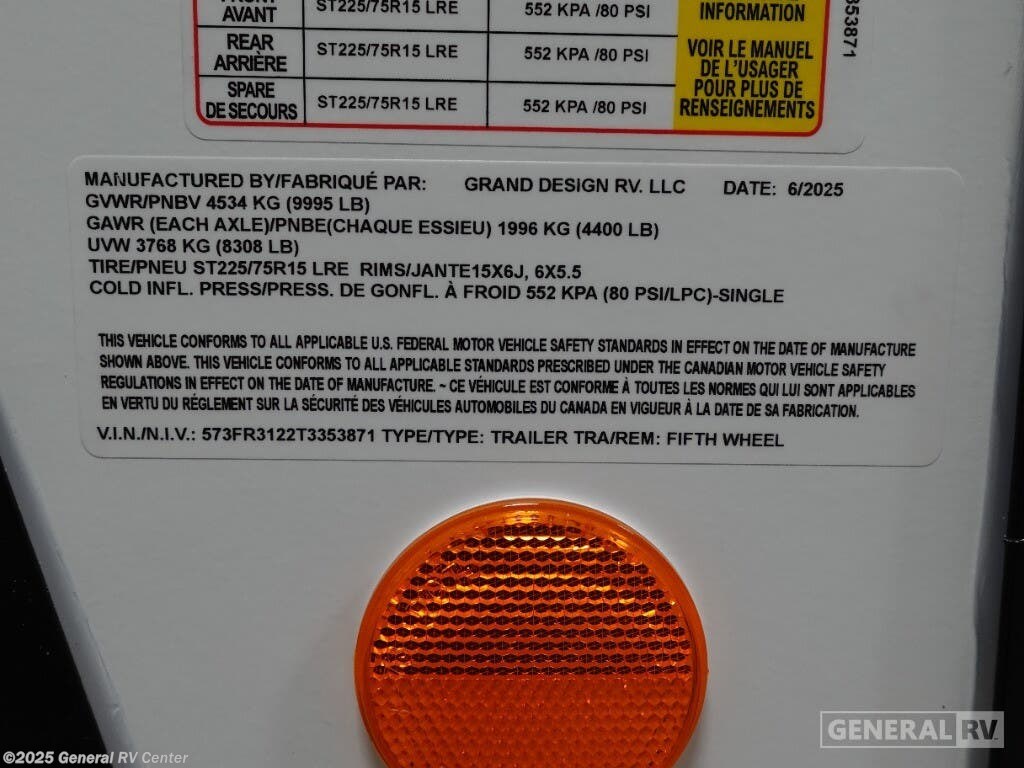 AVANT ST225/75R15 LRE 552 KPA /80 PSI
INFORMATION
REAR
ARRIÈRE ST225/75R15 LRE 552 KPA /80 PSI
SPARE
DE SECOURS ST225/75R15 LRE 552 KPA /80 PSI
VOIR LE MANUEL
DE L'USAGER
POUR PLUS DE
RENSEIGNEMENTS
353871
MANUFACTURED BY/FABRIQUÉ PAR: GRAND DESIGN RV. LLC DATE: 6/2025
GVWR/PNBV 4534 KG (9995 LB)
GAWR (EACH AXLE)/PNBE(CHAQUE ESSIEU) 1996 KG (4400 LB)
UVW 3768 KG (8308 LB)
TIRE/PNEU ST225/75R15 LRE RIMS/JANTE15X6J, 6X5.5
COLD INFL. PRESS/PRESS. DE GONFL. À FROID 552 KPA (80 PSI/LPC)-SINGLE
THIS VEHICLE CONFORMS TO ALL APPLICABLE U.S. FEDERAL MOTOR VEHICLE SAFETY STANDARDS IN EFFECT ON THE DATE OF MANUFACTURE
SHOWN ABOVE. THIS VEHICLE CONFORMS TO ALL APPLICABLE STANDARDS PRESCRIBED UNDER THE CANADIAN MOTOR VEHICLE SAFETY
REGULATIONS IN EFFECT ON THE DATE OF MANUFACTURE. ~ CE VÉHICULE EST CONFORME À TOUTES LES NORMES QUI LUI SONT APPLICABLES
EN VERTU DU RÉGLEMENT SUR LA SÉCURITÉ DES VÉHICULES AUTOMOBILES DU CANADA EN VIGUEUR À LA DATE DE SA FABRICATION.
V.I.N./N.I.V.: 573FR3122T3353871 TYPE/TYPE: TRAILER TRA/REM: FIFTH WHEEL
GENERAL RV
©2025 General RV Center